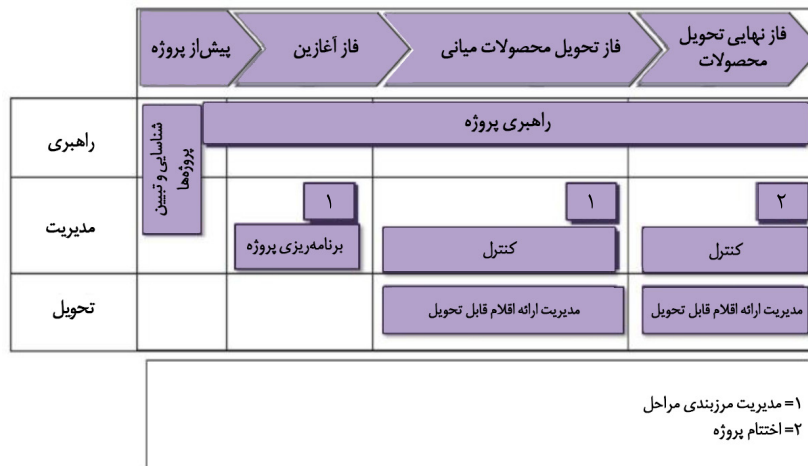 پیش‌از پروژه
فاز آغازین
فاز تحویل محصولات میانی
فاز نهایی تحویل
محصولات
راهبری
شناسایی و تبیین
پروژه‌ها
راهبری پروژه
مدیریت
۱
۱
۲
برنامه‌ریزی پروژه
کنترل
کنترل
تحویل
مدیریت ارائه اقلام قابل تحویل
مدیریت ارائه اقلام قابل تحویل
۱= مدیریت مرزبندی مراحل
۲= اختتام پروژه